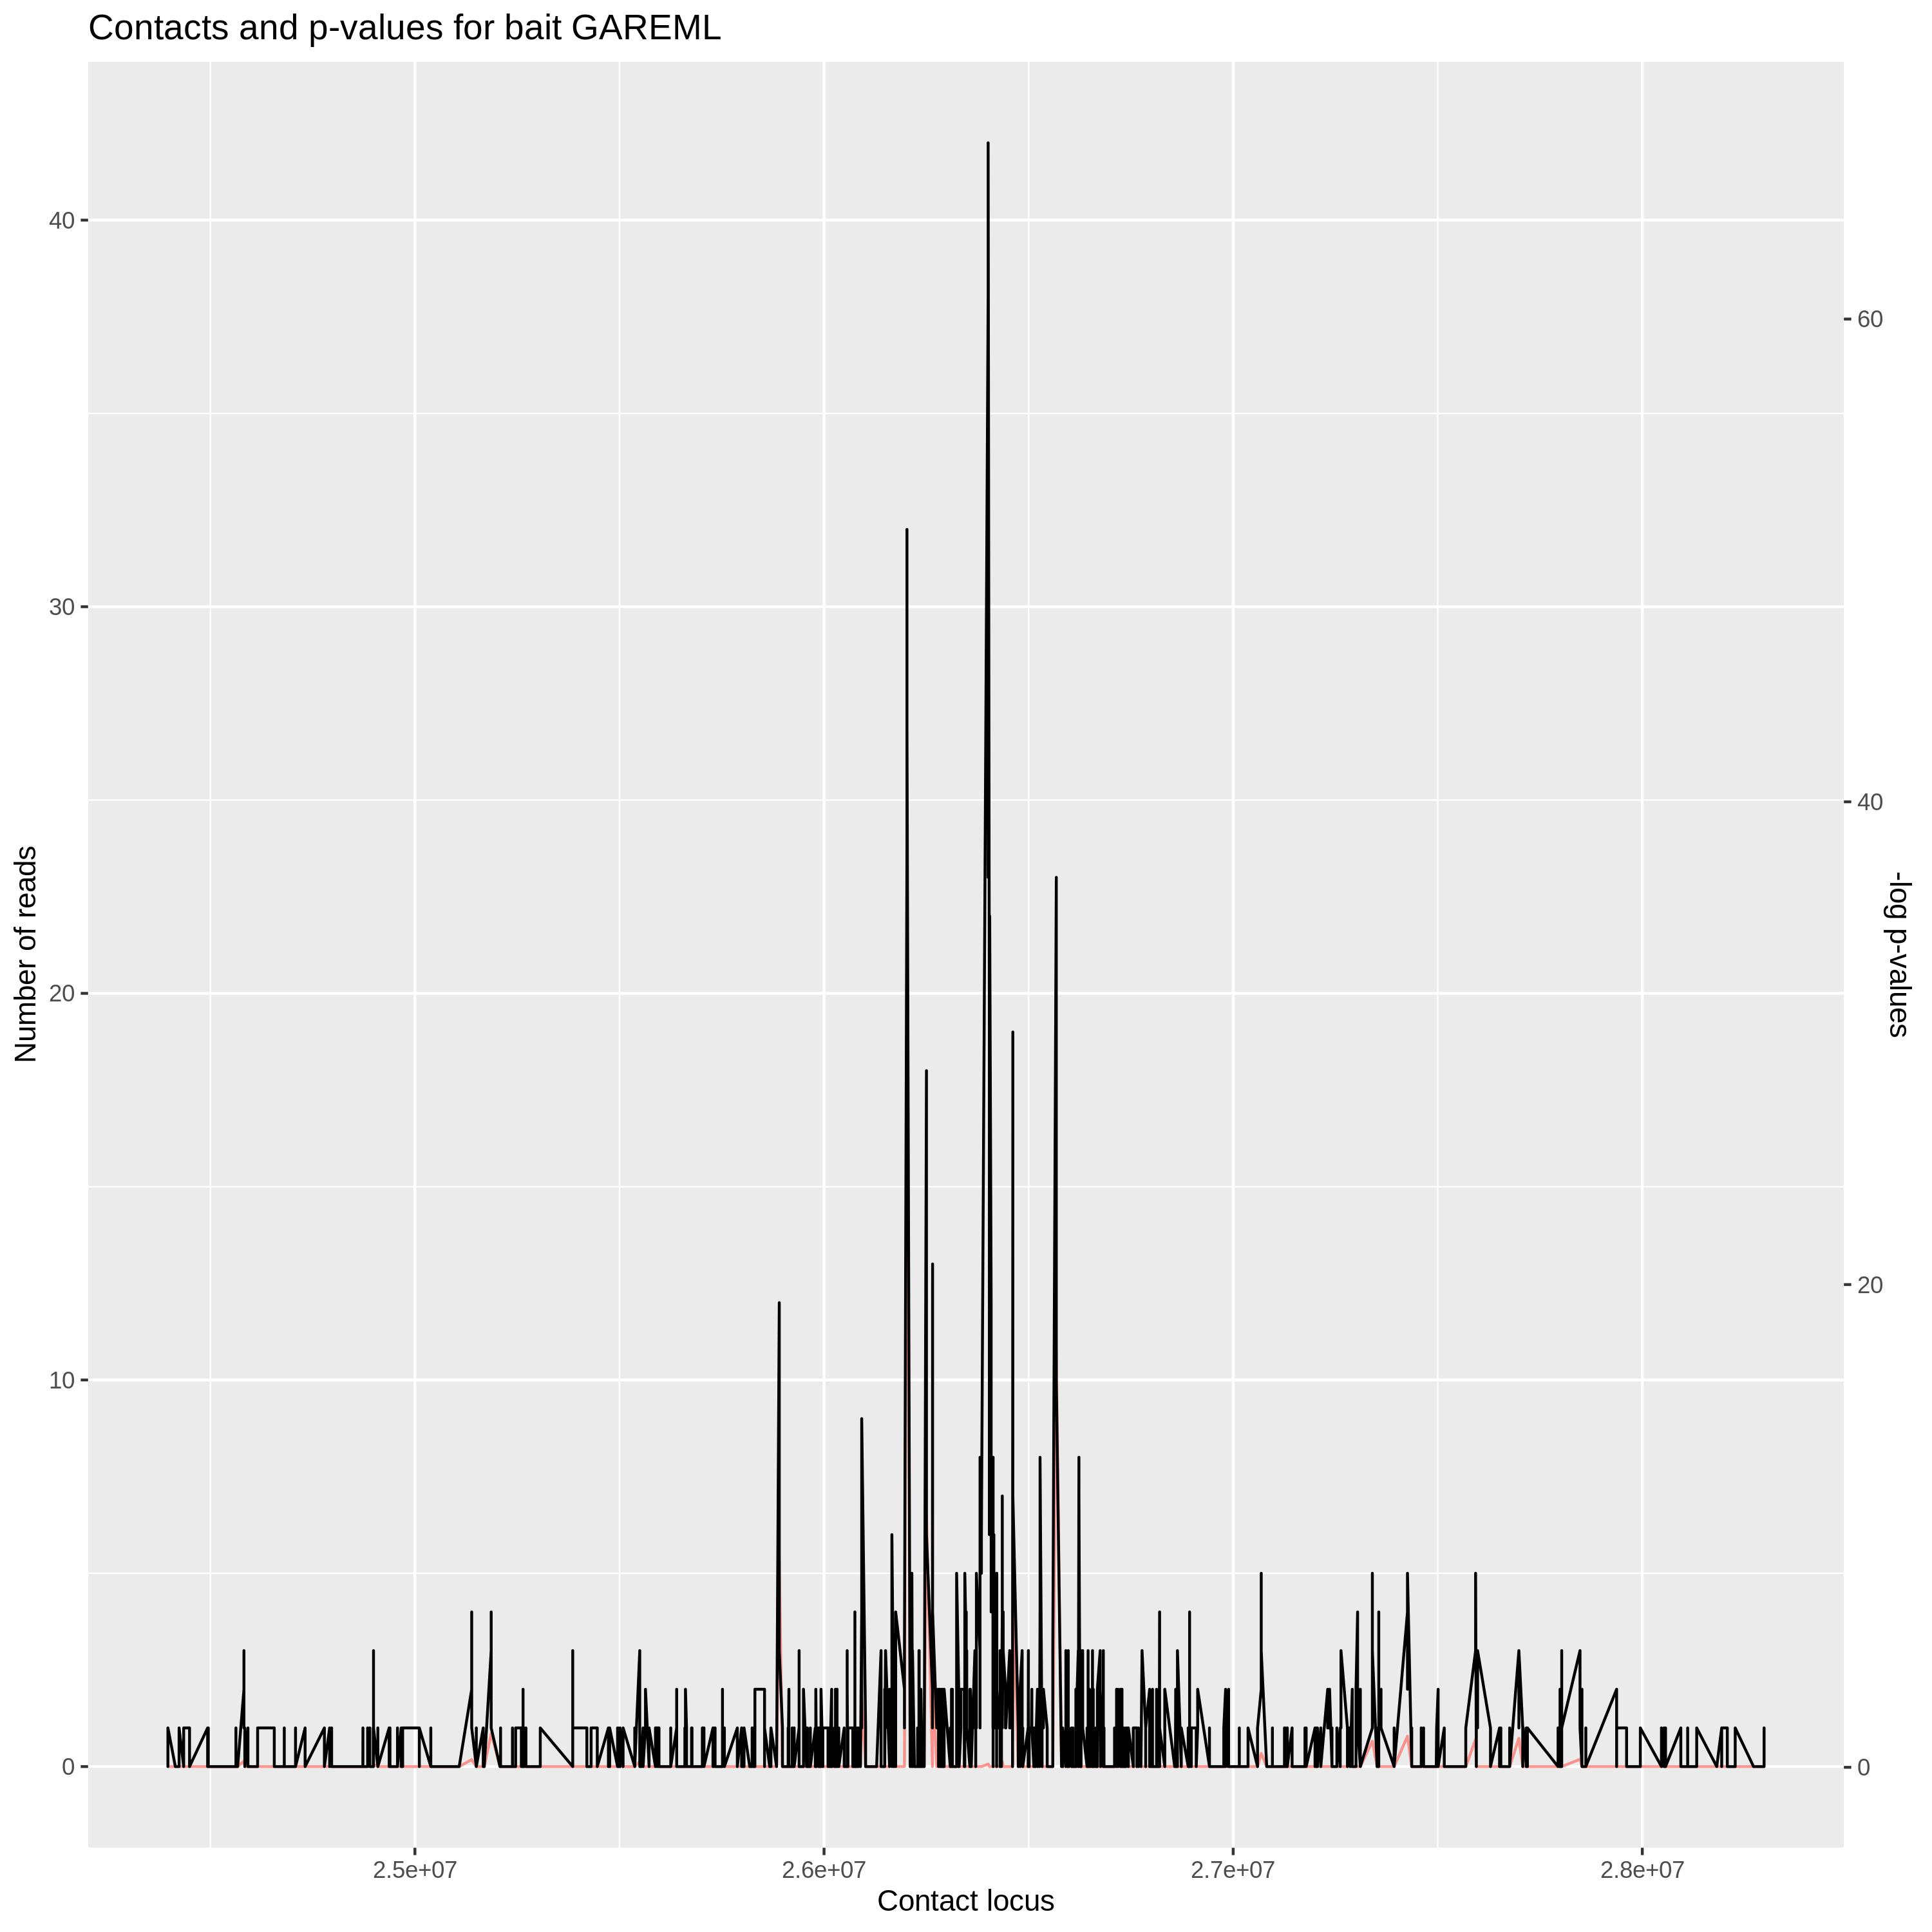 Contacts and p-values for bait GAREML
40
30
20
10
0
60
40
20
0
Number of reads
-log p-values
2.5e+07 2.6e+07 2.7e+07 2.8e+07
Contact locus